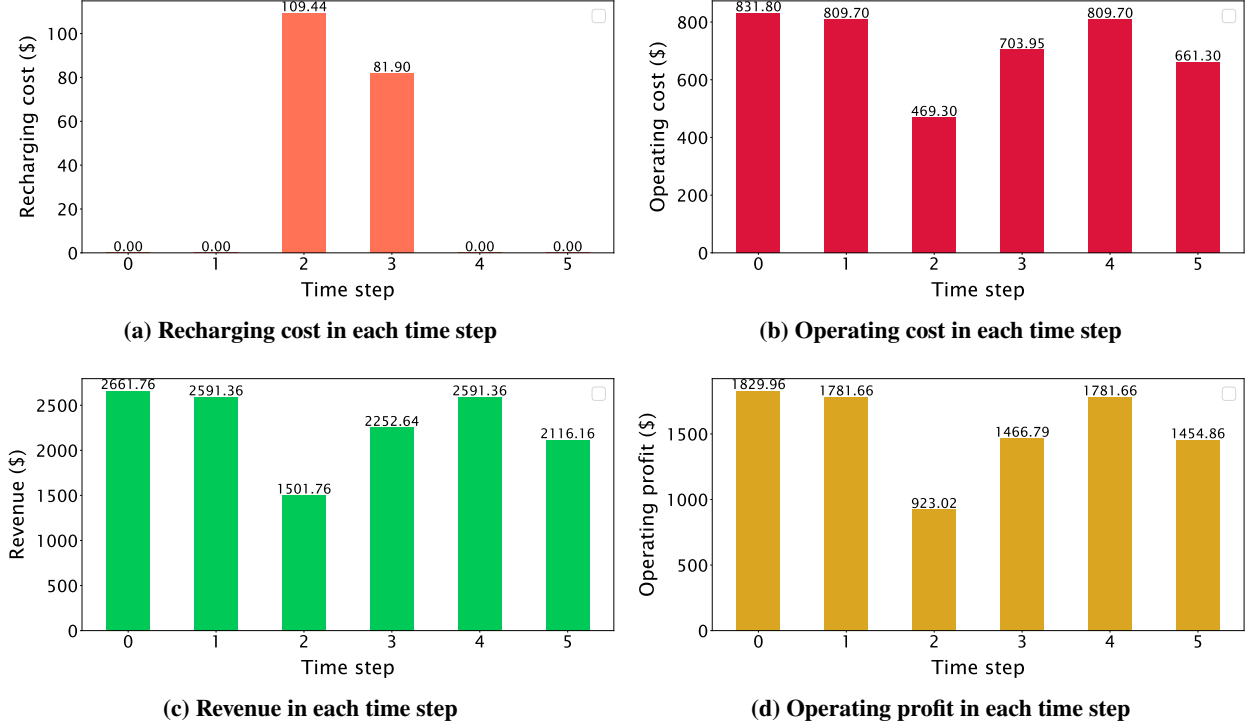 109.44
81.90
0.00 0.00 0.00 0.00
100
80
60
40
20
0
Recharging cost ($)
0 1 2 3 4 5
Time step
(a) Recharging cost in each time step
831.80 809.70 469.30 703.95 809.70 661.30
800
600
400
200
0
Operating cost ($)
0 1 2 3 4 5
Time step
(b) Operating cost in each time step
2661.76 2591.36 1501.76 2252.64 2591.36 2116.16
2500
2000
1500
1000
500
0
Revenue ($)
0 1 2 3 4 5
Time step
(c) Revenue in each time step
1829.96 1781.66 923.02 1466.79 1781.66 1454.86
1500
1000
500
0
Operating profit ($)
0 1 2 3 4 5
Time step
(d) Operating profit in each time step